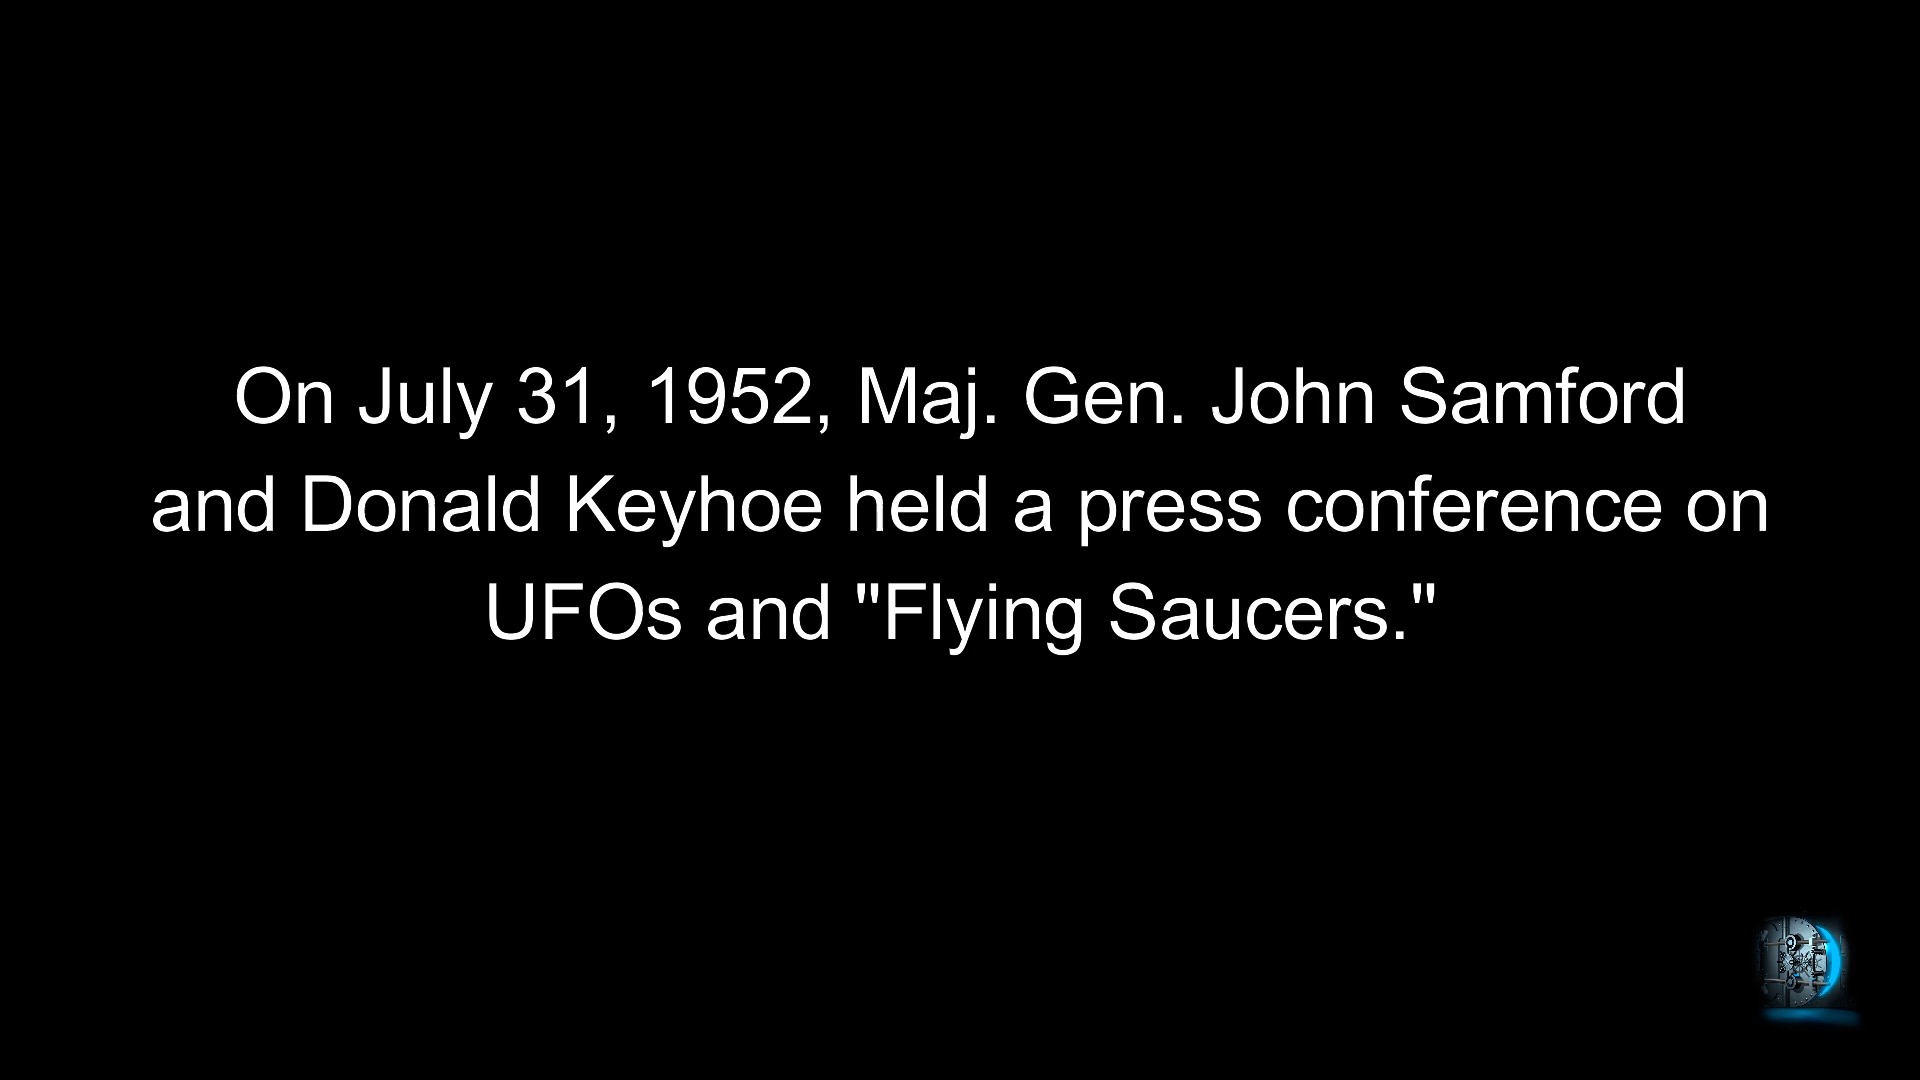 On July 31, 1952, Maj. Gen. John Samford
and Donald Keyhoe held a press conference on
UFOs and "Flying Saucers."